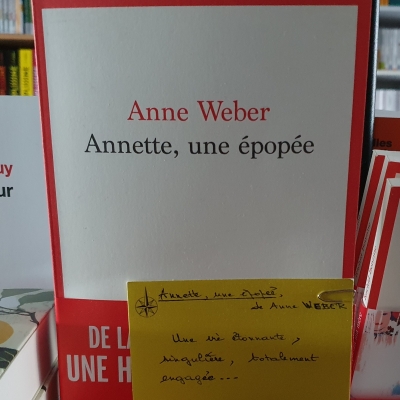 Anne Weber
Annette, une épopée
uy
ur
DE LA
UNE H
Annette, une épopée,
de Anne WEBER
Une vie étonnante,
singulière, totalement
engagée...